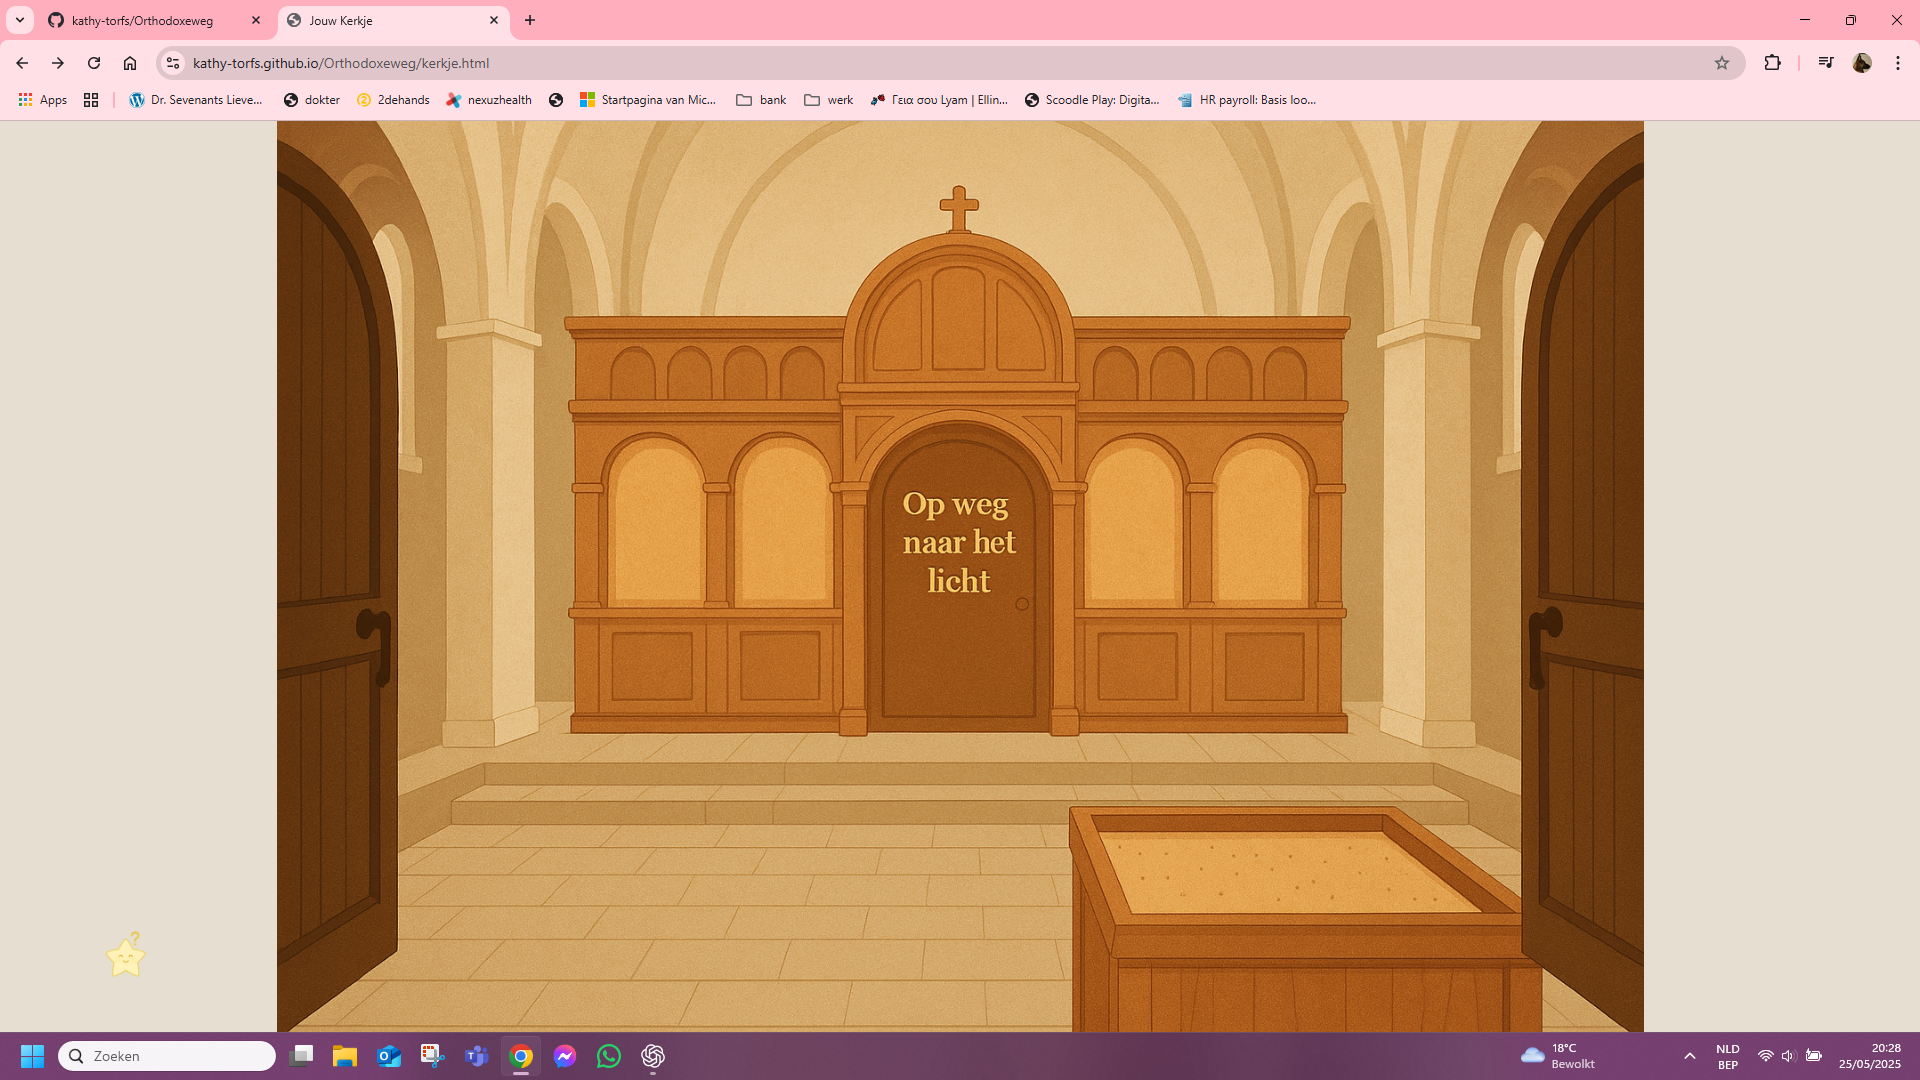 kathy-torfs/Orthodoxeweg
Jouw Kerkje
kathy-torfs.github.io/Orthodoxeweg/kerkje.html
Apps
Dr. Sevenants Lieve...
dokter
2dehands
nexuzhealth
Startpagina van Mic...
bank
werk
Γεια σου Lyam | Ellin...
Scoodle Play: Digita...
HR payroll: Basis loo...
Op weg
naar het
licht
?
Zoeken
18°C
Bewolkt
NLD
BEP
20:28
25/05/2025